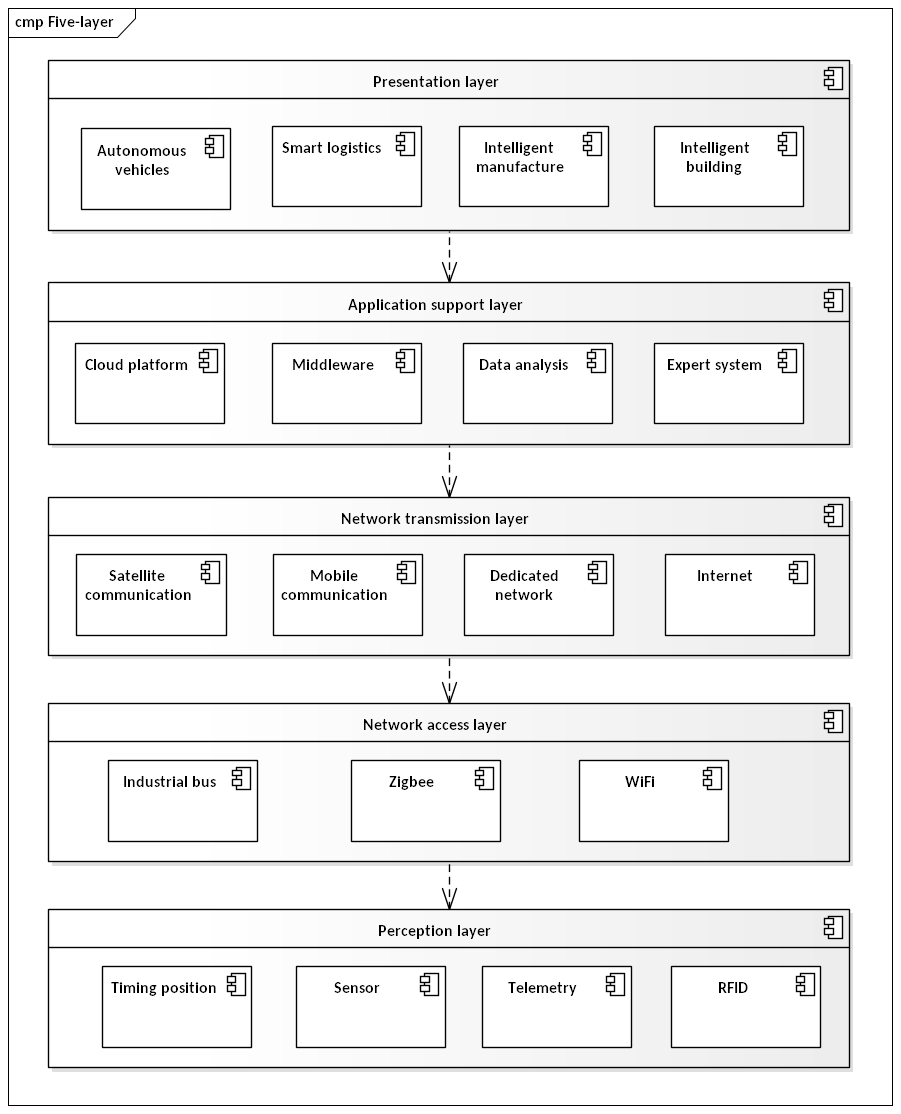 cmp Five-layer
Presentation layer
Autonomous
vehicles
Smart logistics
Intelligent
manufacture
Intelligent
building
Application support layer
Cloud platform
Middleware
Data analysis
Expert system
Network transmission layer
Satellite
communication
Mobile
communication
Dedicated
network
Internet
Network access layer
Industrial bus
Zigbee
WiFi
Perception layer
Timing position
Sensor
Telemetry
RFID